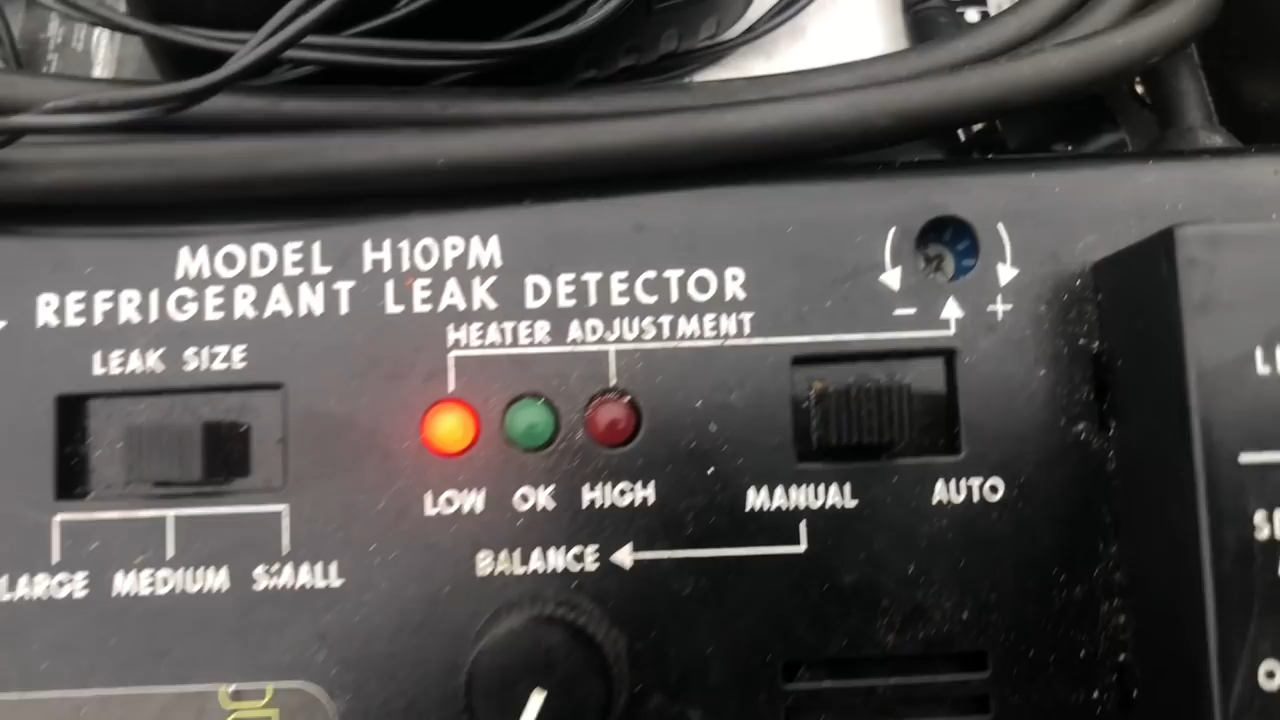 MODEL H10PM
REFRIGERANT LEAK DETECTOR
HEATER ADJUSTMENT
- +
LEAK SIZE
LOW OK HIGH
MANUAL AUTO
BALANCE
LARGE MEDIUM SMALL